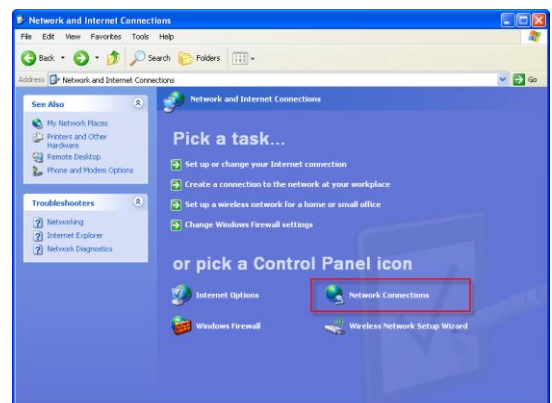 Network and Internet Connections
File Edit View Favorites Tools Help
Back Search Folders
Address Network and Internet Connections Go
See Also
My Network Places
Printers and Other
Hardware
Remote Desktop
Phone and Modem Options
Troubleshooters
Networking
Internet Explorer
Network Diagnostics
Network and Internet Connections
Pick a task...
Set up or change your Internet connection
Create a connection to the network at your workplace
Set up a wireless network for a home or small office
Change Windows Firewall settings
or pick a Control Panel icon
Internet Options
Network Connections
Windows Firewall
Wireless Network Setup Wizard